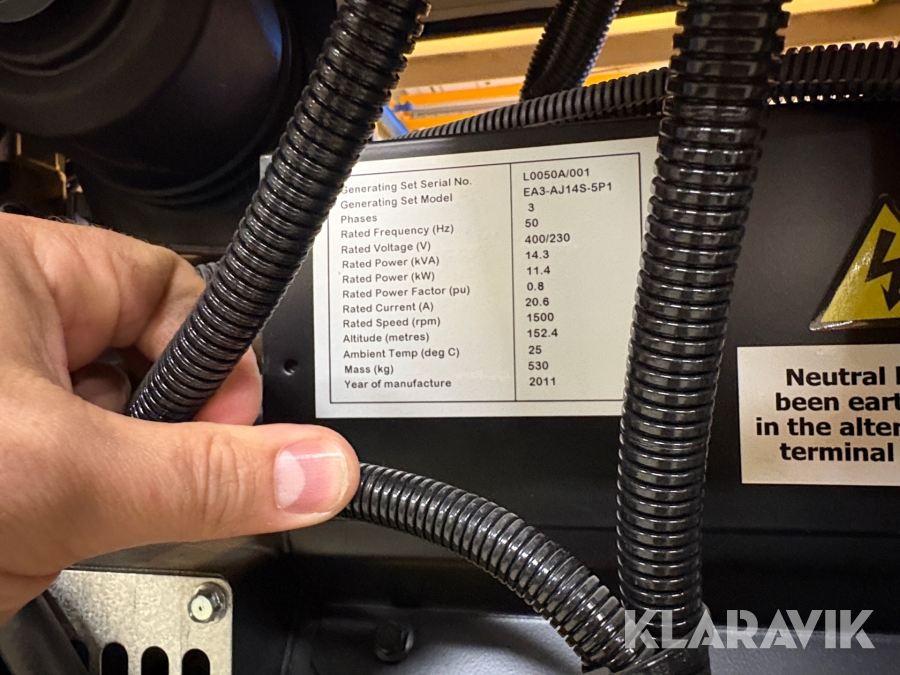 Generating Set Serial No. L0050A/001
Generating Set Model EA3-AJ14S-5P1
Phases 3
Rated Frequency (Hz) 50
Rated Voltage (V) 400/230
Rated Power (kVA) 14.3
Rated Power (kW) 11.4
Rated Power Factor (pu) 0.8
Rated Current (A) 20.6
Rated Speed (rpm) 1500
Altitude (metres) 152.4
Ambient Temp (deg C) 25
Mass (kg) 530
Year of manufacture 2011
Neutral
been
in the
terminal
KLARAVIK